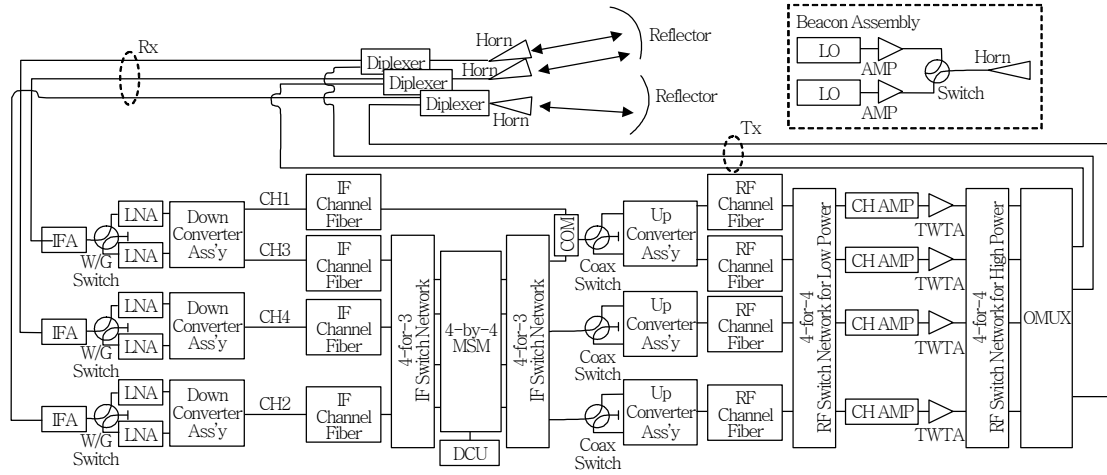 Rx
Diplexer
Diplexer
Diplexer
Horn
Horn
Horn
Reflector
Reflector
Beacon Assembly
LO
AMP
LO
AMP
Switch
Horn
Tx
IFA
W/G
Switch
LNA
LNA
Down
Converter
Ass'y
CH1
CH3
IF
Channel
Fiber
IF
Channel
Fiber
IFA
W/G
Switch
LNA
LNA
Down
Converter
Ass'y
CH4
IF
Channel
Fiber
IFA
W/G
Switch
LNA
LNA
Down
Converter
Ass'y
CH2
IF
Channel
Fiber
4-for-3
IF Switch Network
4-by-4
MSM
DCU
4-for-3
IF Switch Network
COM
Coax
Switch
Up
Converter
Ass'y
RF
Channel
Fiber
RF
Channel
Fiber
Coax
Switch
Up
Converter
Ass'y
RF
Channel
Fiber
Coax
Switch
Up
Converter
Ass'y
RF
Channel
Fiber
4-for-4
RF Switch Network for Low Power
CH AMP
TWTA
CH AMP
TWTA
CH AMP
TWTA
CH AMP
TWTA
4-for-4
RF Switch Network for High Power
OMUX